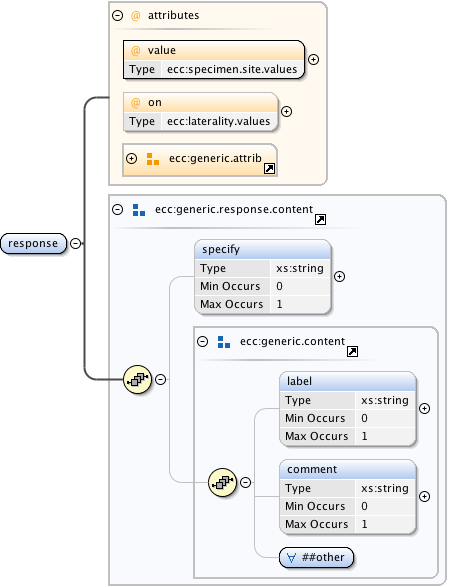 @ attributes
@ value
Type ecc:specimen.site.values
@ on
Type ecc:laterality.values
ecc:generic.attrib
response
ecc:generic.response.content
specify
Type xs:string
Min Occurs 0
Max Occurs 1
ecc:generic.content
label
Type xs:string
Min Occurs 0
Max Occurs 1
comment
Type xs:string
Min Occurs 0
Max Occurs 1
∀ ##other